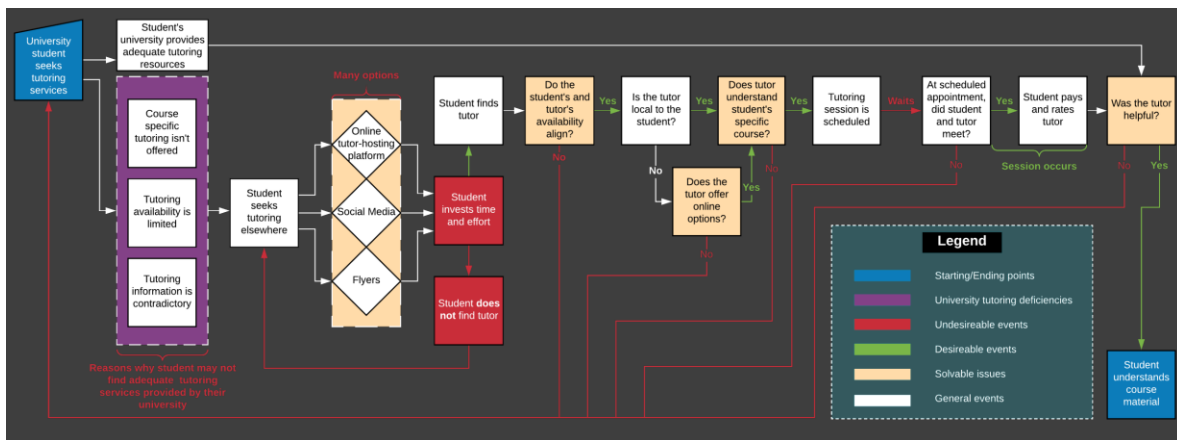 University
student
seeks
tutoring
services
Student's
university provides
adequate tutoring
resources
Course
specific
tutoring isn't
offered
Tutoring
availability is
limited
Tutoring
information is
contradictory
Reasons why student may not
find adequate tutoring
services provided by their
university
Student
seeks
tutoring
elsewhere
Many options
Online
tutor-hosting
platform
Social Media
Flyers
Student finds
tutor
Student
invests time
and effort
Student does
not find tutor
Do the
student's and
tutor's
availability
align?
No
Yes
Is the tutor
local to the
student?
No
Yes
Does the
tutor offer
online
options?
No
Yes
Does tutor
understand
student's
specific
course?
No
Yes
Tutoring
session is
scheduled
Waits
At
scheduled
appointment,
did student
and tutor
meet?
No
Yes
Student pays
and rates
tutor
Session occurs
Was the tutor
helpful?
No
Yes
Student
understands
course
material
Legend
Starting/Ending points
University tutoring deficiencies
Undesireable events
Desireable events
Solvable issues
General events